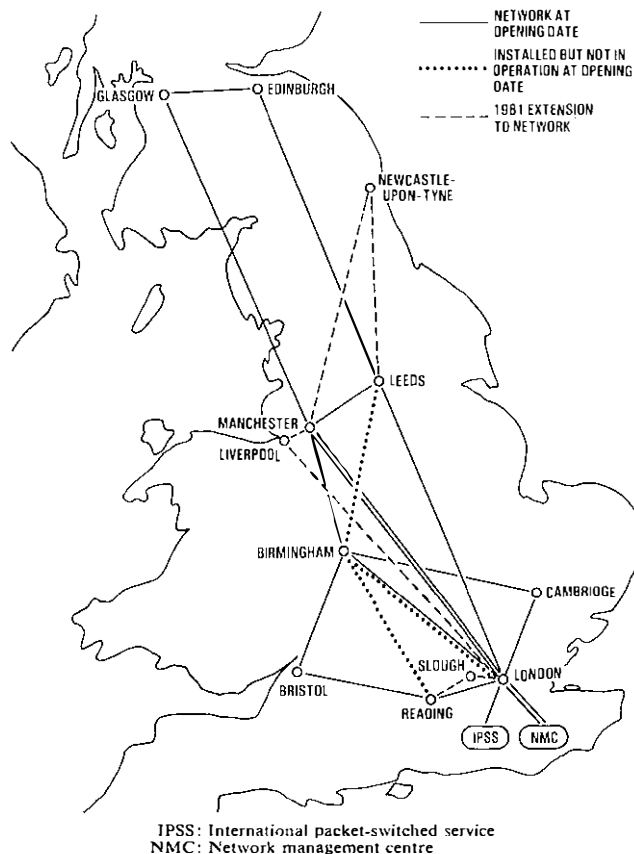 NETWORK AT
OPENING DATE
INSTALLED BUT NOT IN
OPERATION AT OPENING
DATE
1981 EXTENSION
TO NETWORK
GLASGOW
EDINBURGH
NEWCASTLE-
UPON-TYNE
LEEDS
MANCHESTER
LIVERPOOL
BIRMINGHAM
CAMBRIDGE
SLOUGH
LONDON
BRISTOL
READING
IPSS
NMC
IPSS: International packet-switched service
NMC: Network management centre